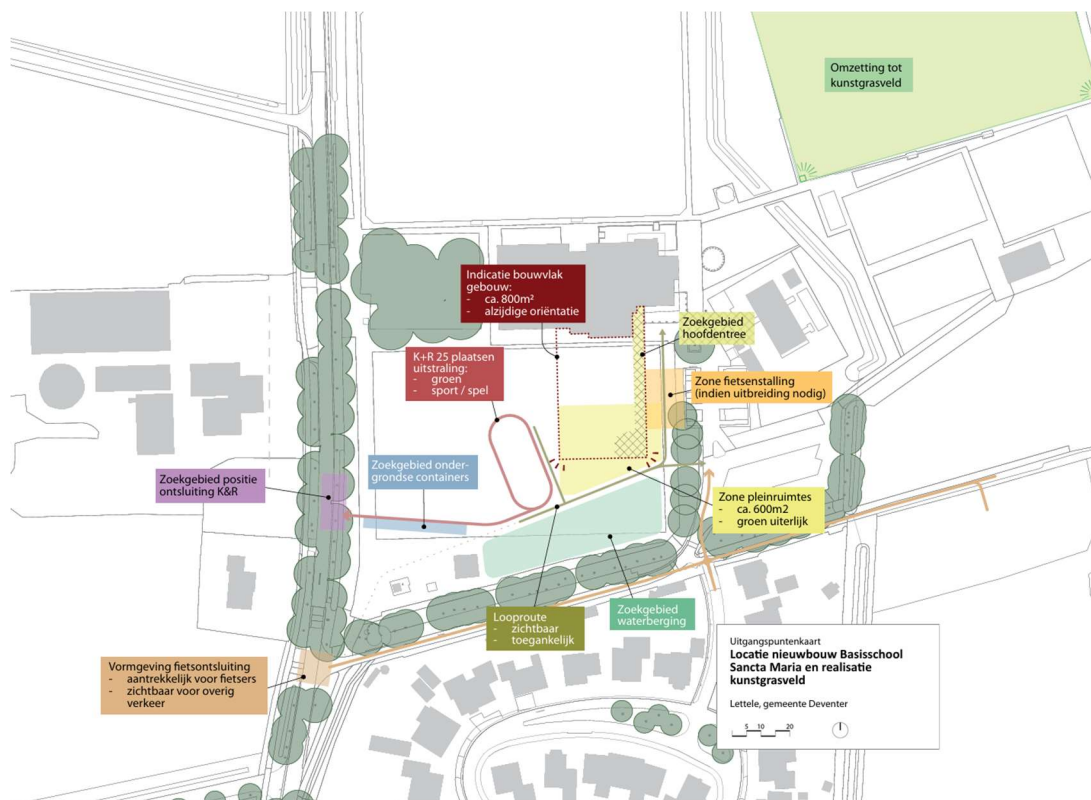 Omzetting tot
kunstgrasveld
Indicatie bouwvlak
gebouw:
- ca. 800m²
- alzijdige oriëntatie
Zoekgebied
hoofdentree
K+R 25 plaatsen
uitstraling:
- groen
- sport / spel
Zone fietsenstalling
(indien uitbreiding nodig)
Zoekgebied positie
ontsluiting K&R
Zoekgebied onder-
grondse containers
Zone pleinruimtes
- ca. 600m2
- groen uiterlijk
Looproute
- zichtbaar
- toegankelijk
Zoekgebied
waterberging
Vormgeving fietsontsluiting
- aantrekkelijk voor fietsers
- zichtbaar voor overig
verkeer
Uitgangspuntenkaart
Locatie nieuwbouw Basisschool
Sancta Maria en realisatie
kunstgrasveld
Lettele, gemeente Deventer
5 10 20